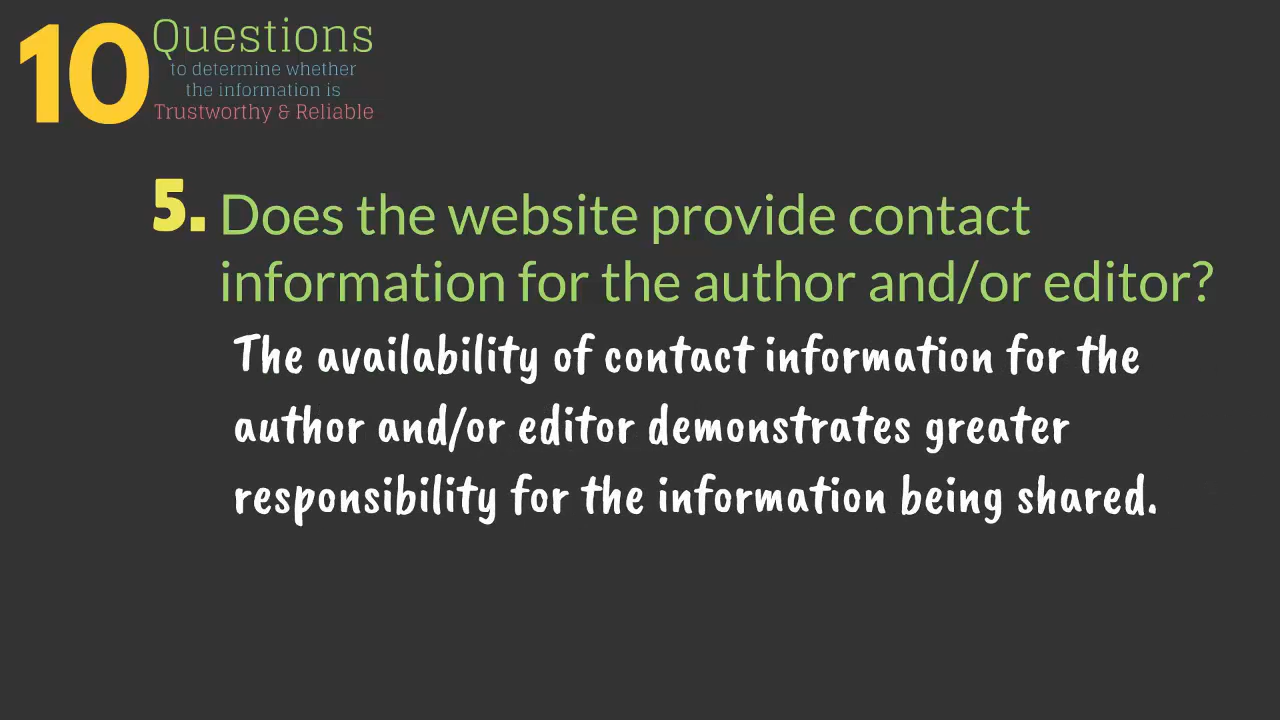 10 Questions
to determine whether
the information is
Trustworthy & Reliable
5. Does the website provide contact
information for the author and/or editor?
The availability of contact information for the
author and/or editor demonstrates greater
responsibility for the information being shared.